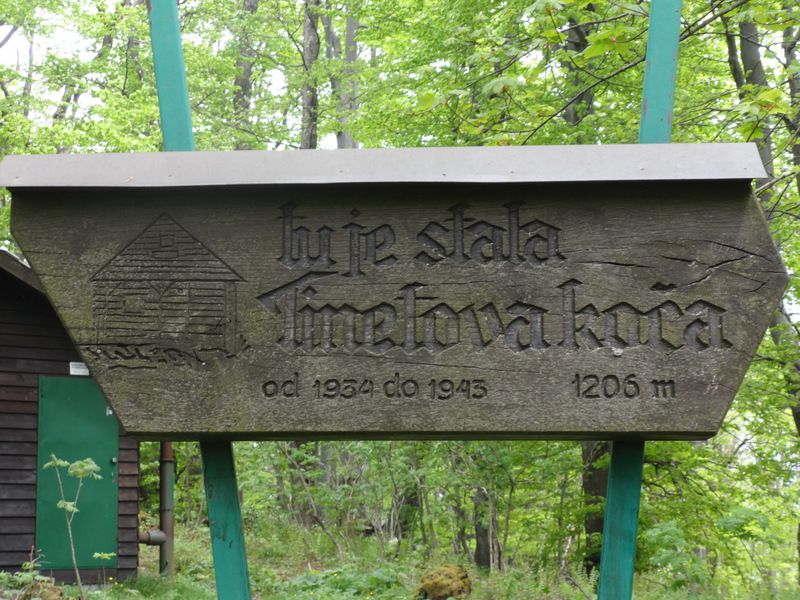 tu je stala
Tinetova koča
od 1934 do 1943 1206 m